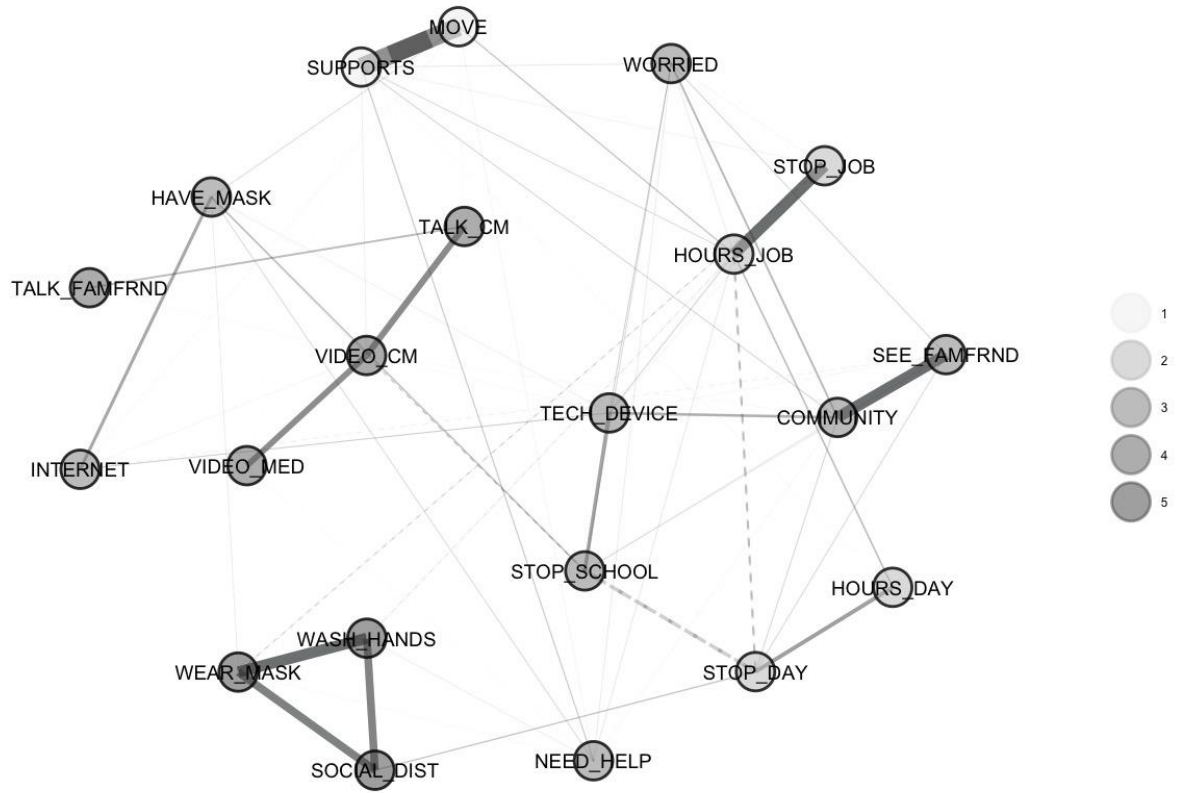 MOVE
SUPPORTS
WORRIED
STOP_JOB
HAVE_MASK
TALK_CM
HOURS_JOB
TALK_FAMFRND
1
VIDEO_CM
SEE_FAMFRND
2
TECH_DEVICE
COMMUNITY
3
INTERNET
VIDEO_MED
4
5
STOP_SCHOOL
HOURS_DAY
WASH_HANDS
WEAR_MASK
STOP_DAY
SOCIAL_DIST
NEED_HELP